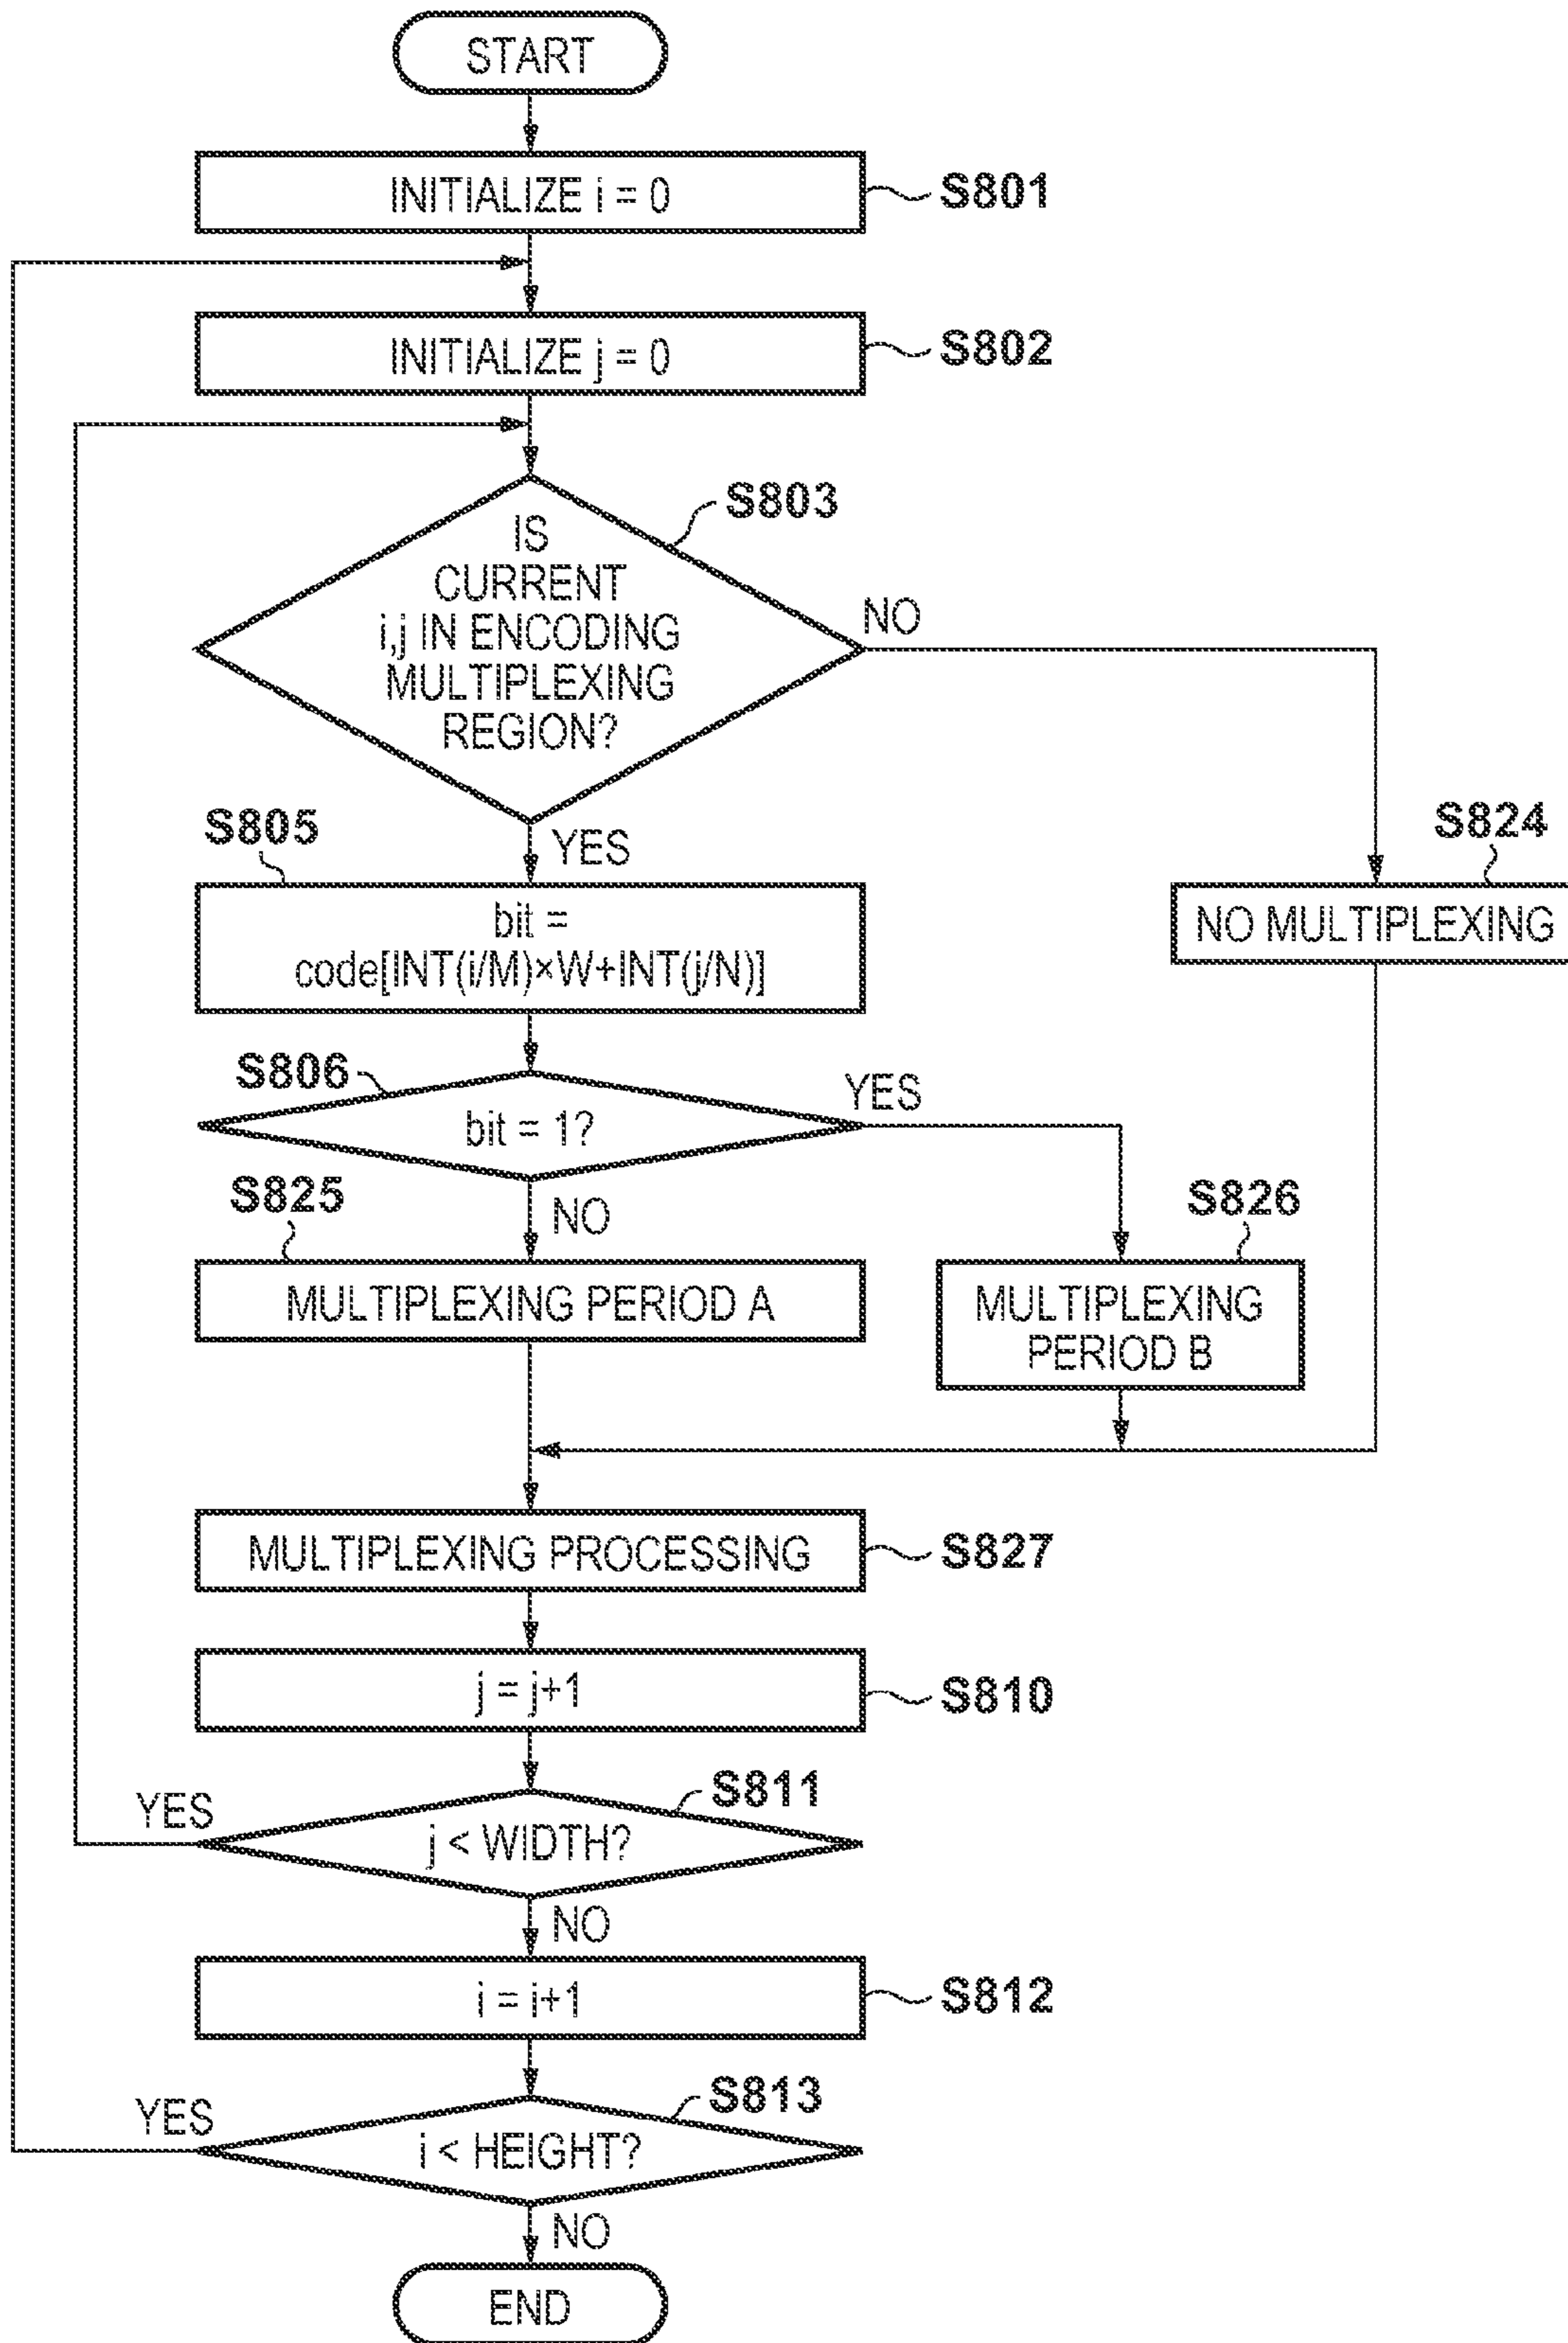 START
INITIALIZE i = 0
S801
INITIALIZE j = 0
S802
S803
IS
CURRENT
i,j IN ENCODING
MULTIPLEXING
REGION?
NO
YES
S805
bit =
code[INT(i/M)×W+INT(j/N)]
S824
NO MULTIPLEXING
S806
bit = 1?
YES
NO
S825
MULTIPLEXING PERIOD A
S826
MULTIPLEXING
PERIOD B
MULTIPLEXING PROCESSING
S827
j = j+1
S810
S811
j < WIDTH?
YES
NO
i = i+1
S812
S813
i < HEIGHT?
YES
NO
END